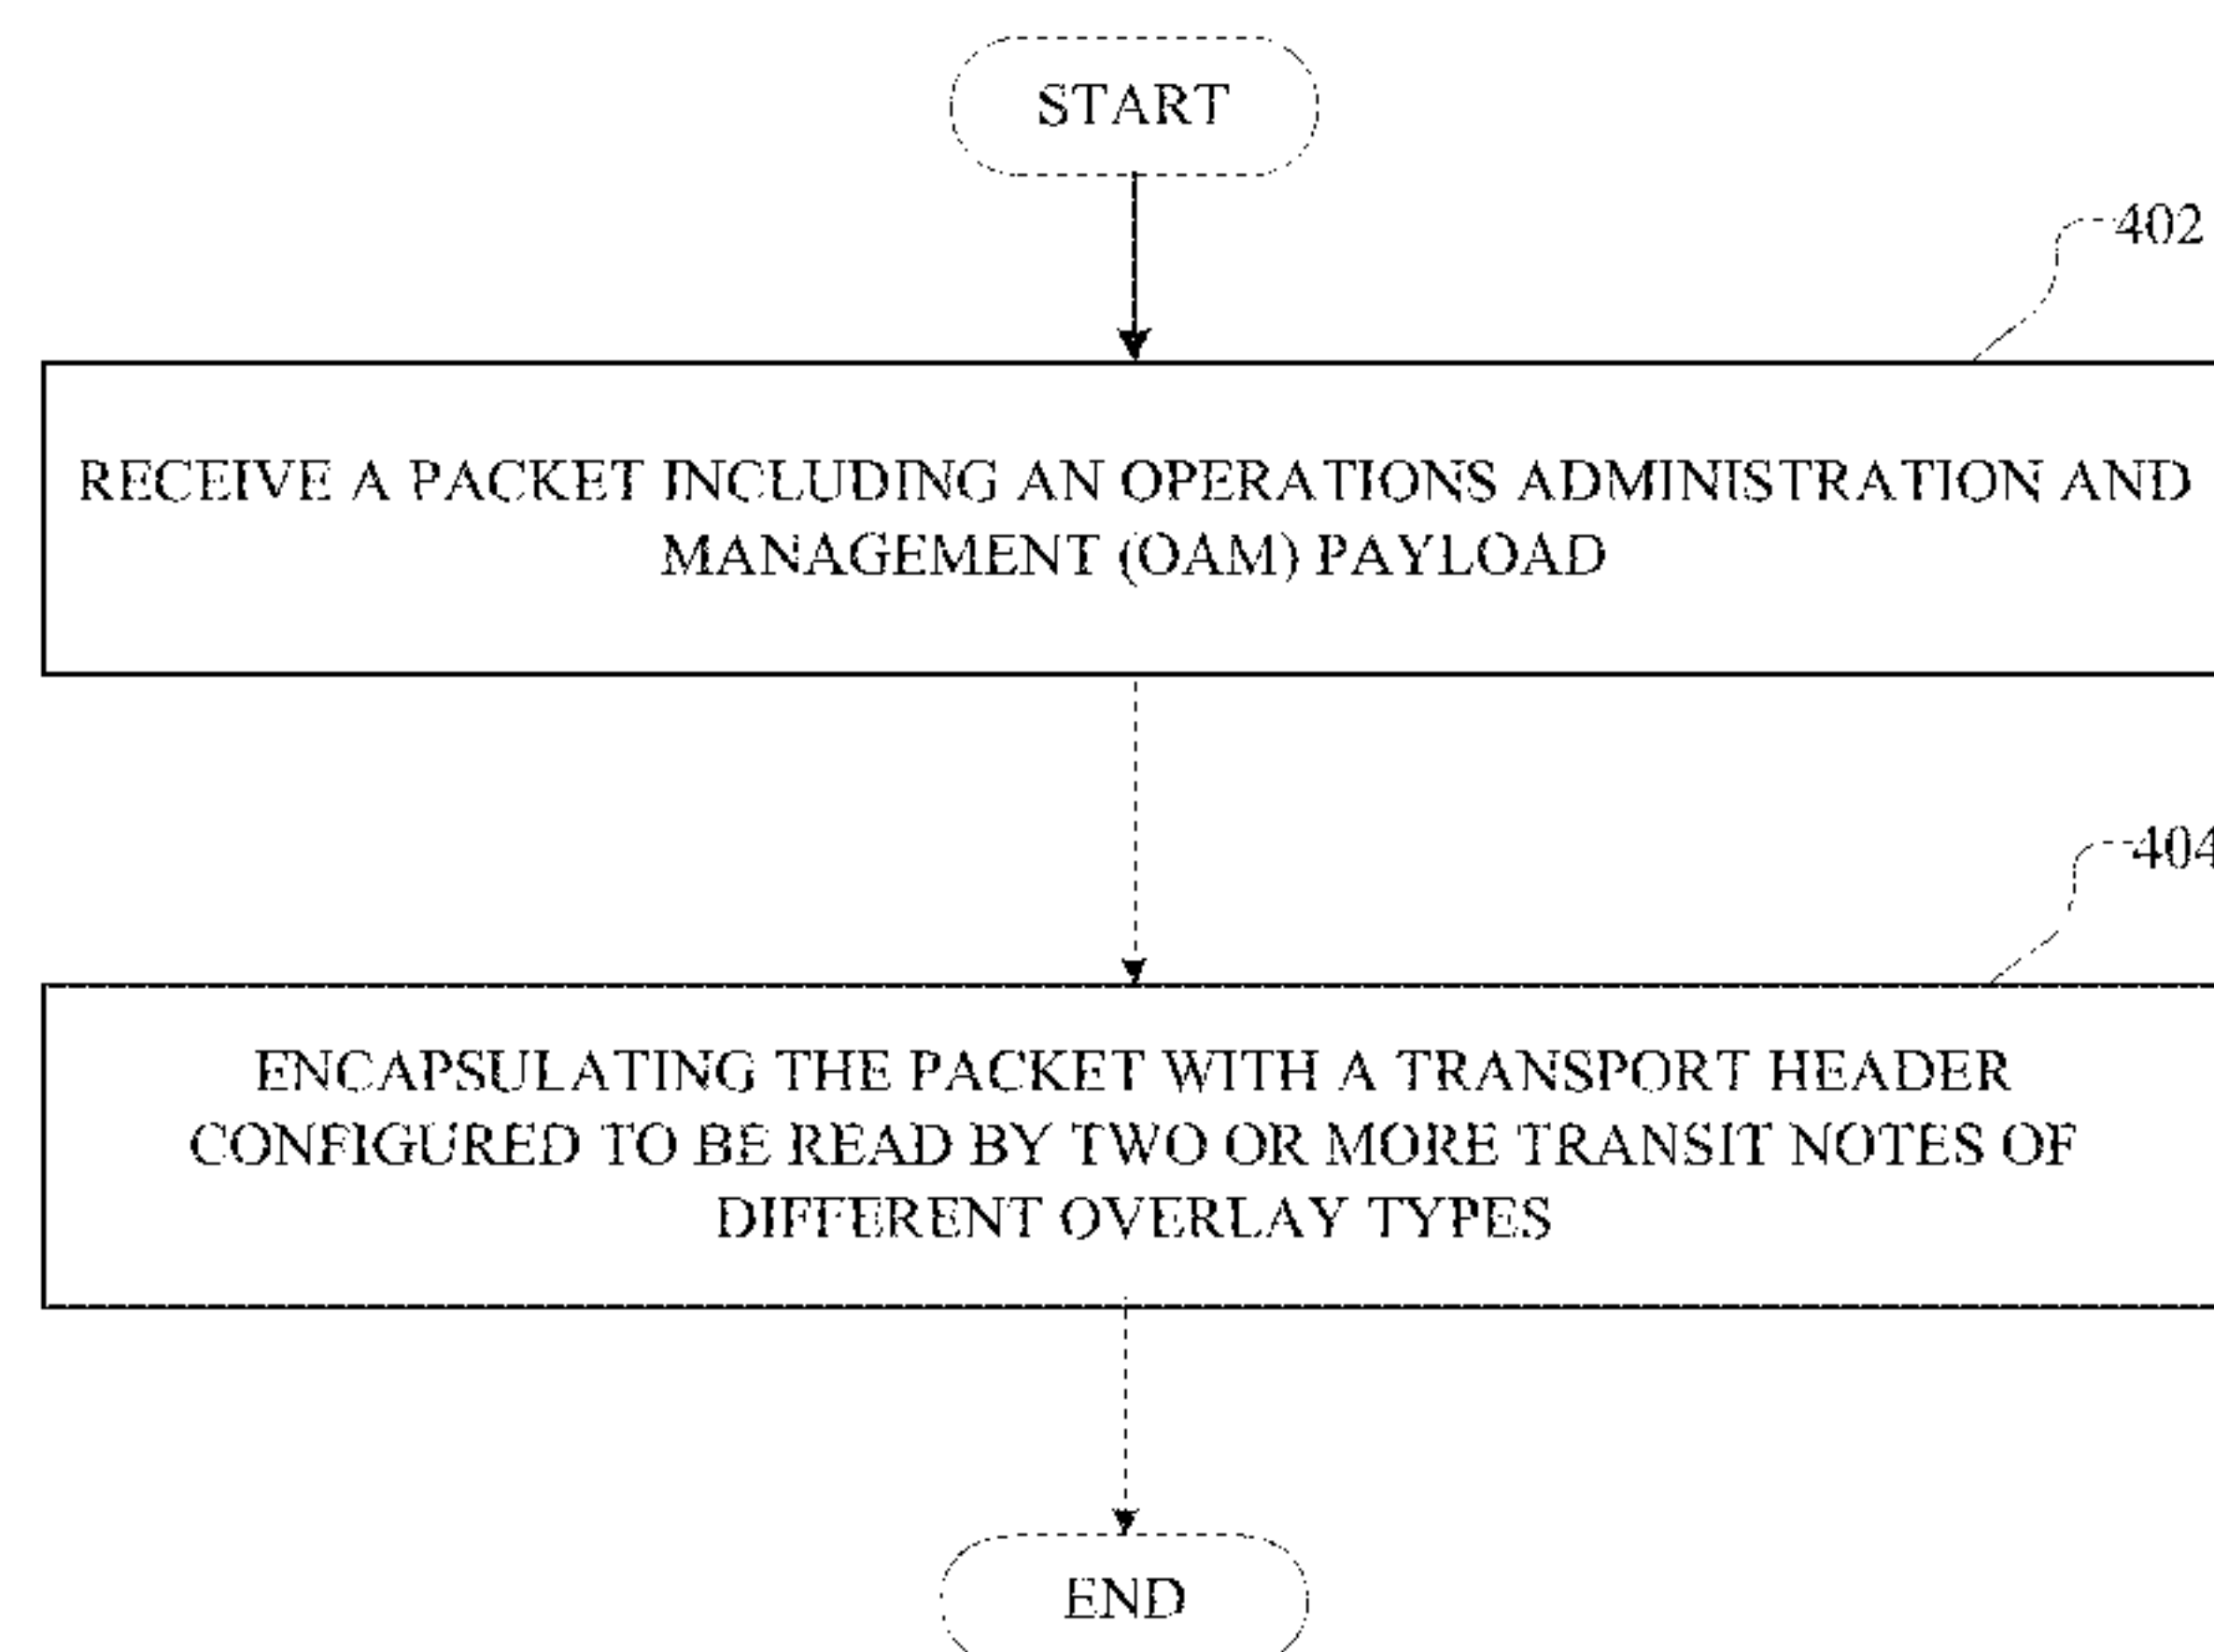 START
402
RECEIVE A PACKET INCLUDING AN OPERATIONS ADMINISTRATION AND
MANAGEMENT (OAM) PAYLOAD
404
ENCAPSULATING THE PACKET WITH A TRANSPORT HEADER
CONFIGURED TO BE READ BY TWO OR MORE TRANSIT NOTES OF
DIFFERENT OVERLAY TYPES
END